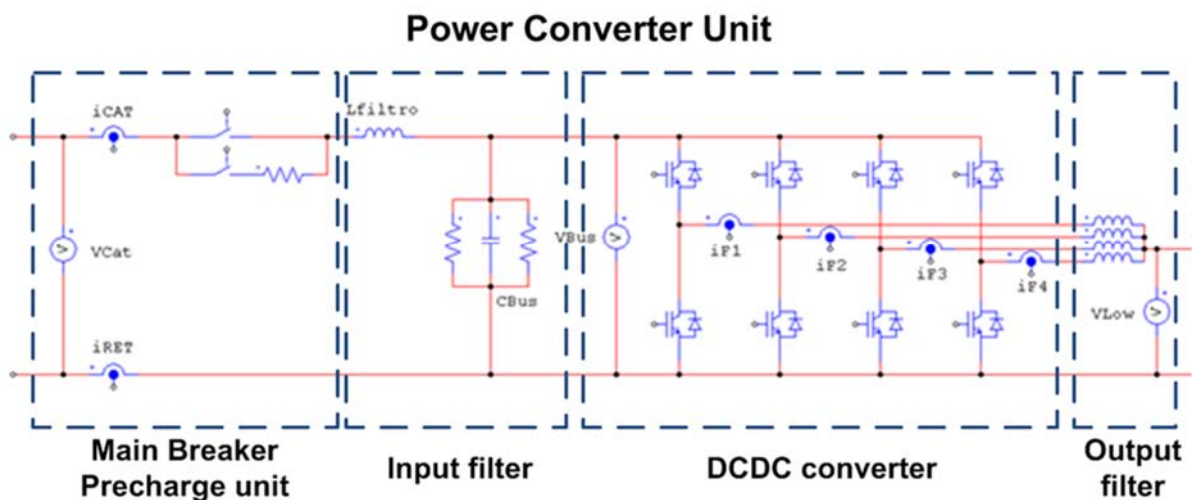 Power Converter Unit
iCAT
Lfiltro
VCat
VBus
iF1
iF2
iF3
iF4
CBus
VLow
iRET
V
V
V
Main Breaker
Precharge unit
Input filter
DCDC converter
Output
filter